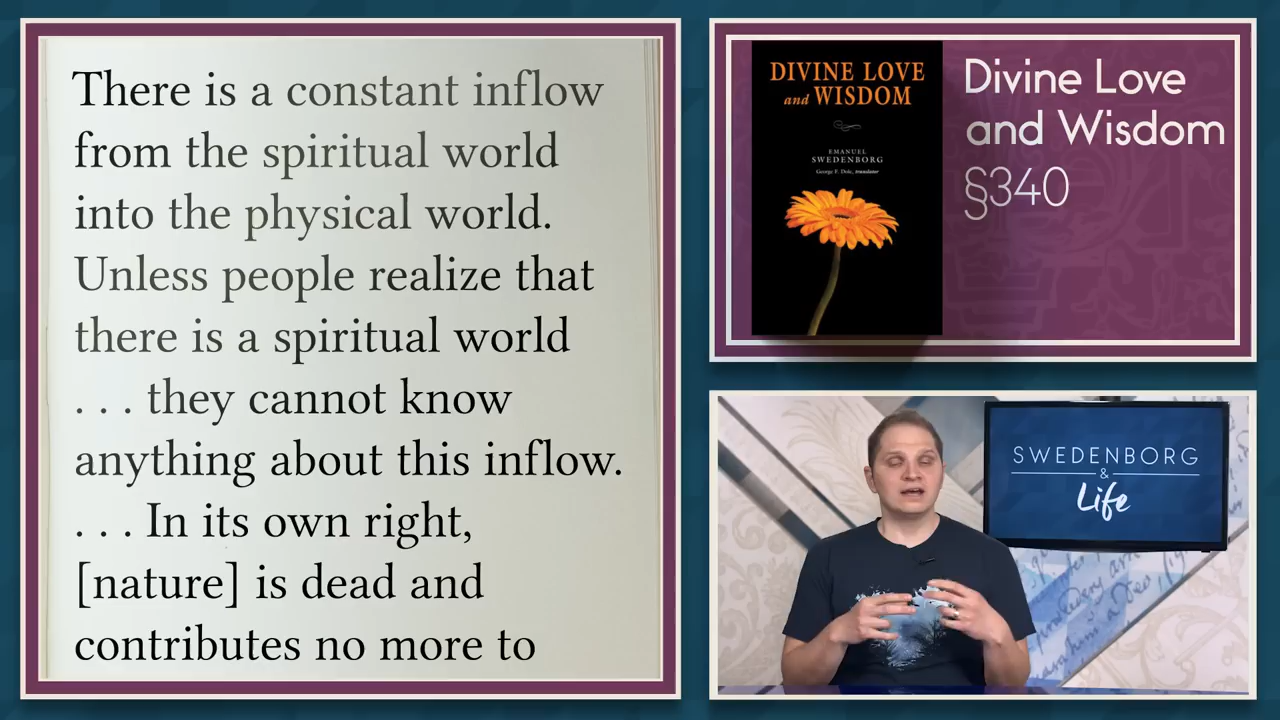 There is a constant inflow
from the spiritual world
into the physical world.
Unless people realize that
there is a spiritual world
. . . they cannot know
anything about this inflow.
. . . In its own right,
[nature] is dead and
contributes no more to
DIVINE LOVE
and WISDOM
EMANUEL
SWEDENBORG
George F. Dole, translator
Divine Love
and Wisdom
§340
SWEDENBORG
&
Life